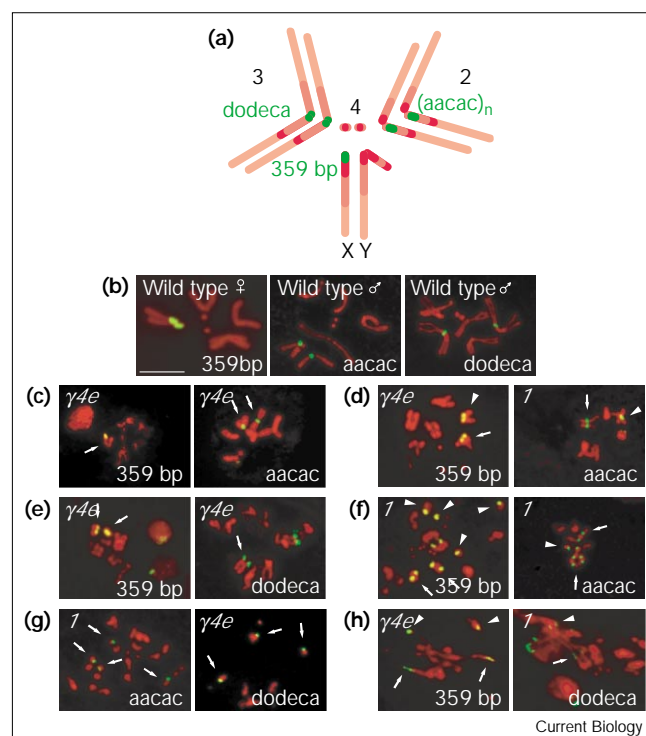 (a)
3
2
dodeca
4
(aacac)n
359 bp
X Y
(b)
Wild type ♀
Wild type ♂
Wild type ♂
359bp
aacac
dodeca
(c)
γ4e
γ4e
(d)
γ4e
1
359 bp
aacac
359 bp
aacac
(e)
γ4e
γ4e
(f)
1
1
359 bp
dodeca
359 bp
aacac
(g)
1
γ4e
(h)
γ4e
1
aacac
dodeca
359 bp
dodeca
Current Biology